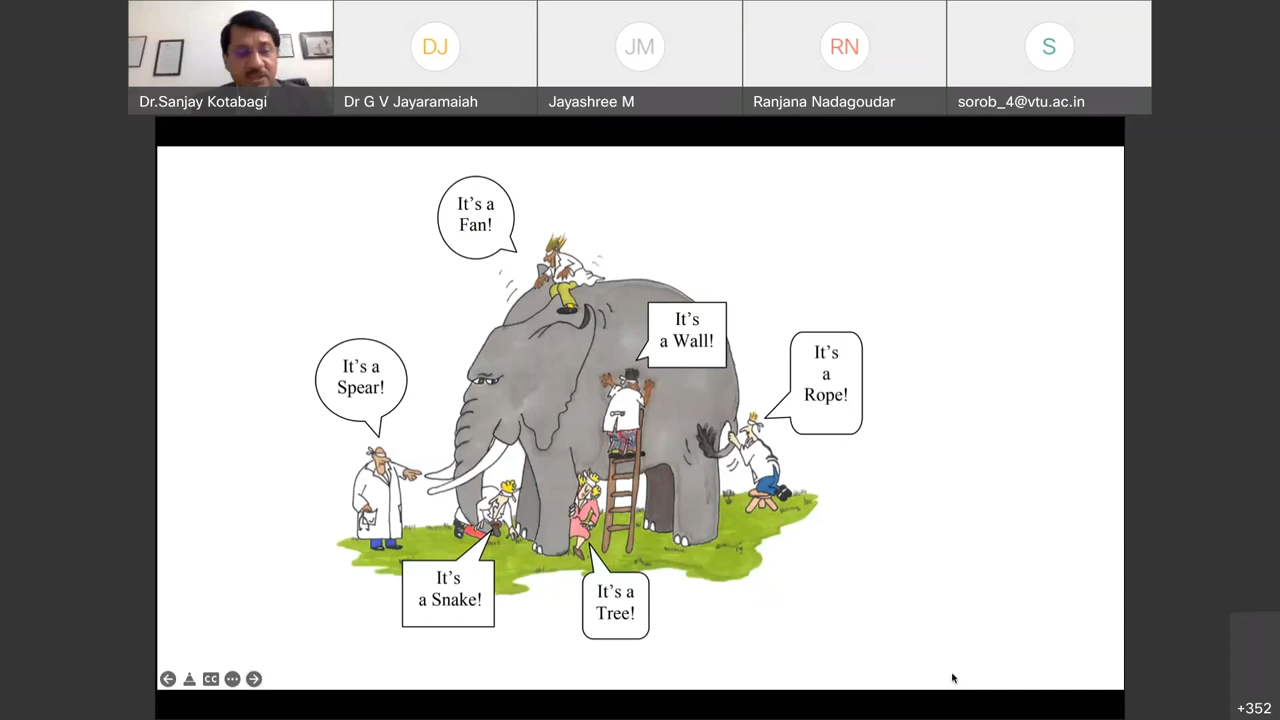 DJ
JM
RN
S
Dr.Sanjay Kotabagi
Dr G V Jayaramaiah
Jayashree M
Ranjana Nadagoudar
sorob_4@vtu.ac.in
It's a
Fan!
It's
a Wall!
It's a
Spear!
It's
a
Rope!
It's
a Snake!
It's a
Tree!
CC
+352